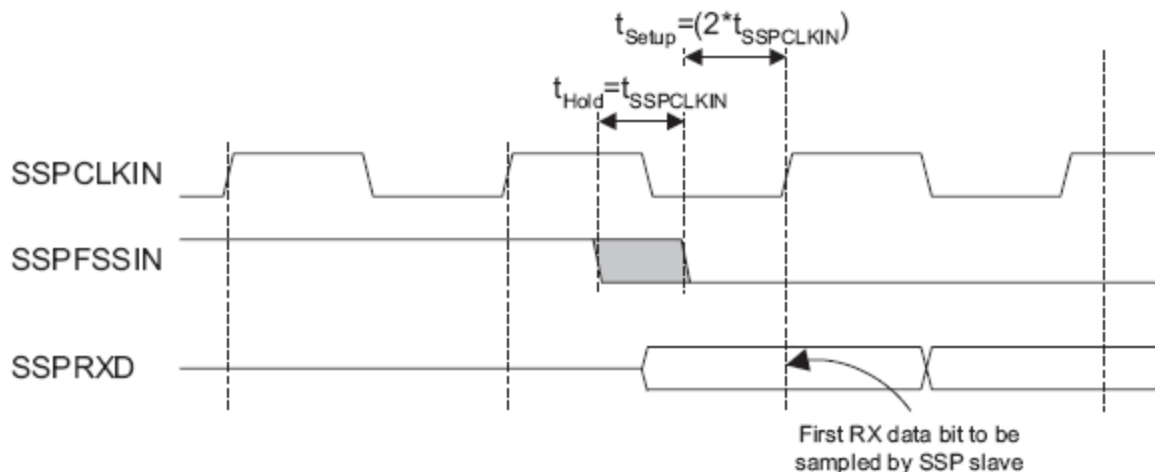 tSetup=(2*tSSPCLKIN)
tHold=tSSPCLKIN
SSPCLKIN
SSPFSSIN
SSPRXD
First RX data bit to be
sampled by SSP slave